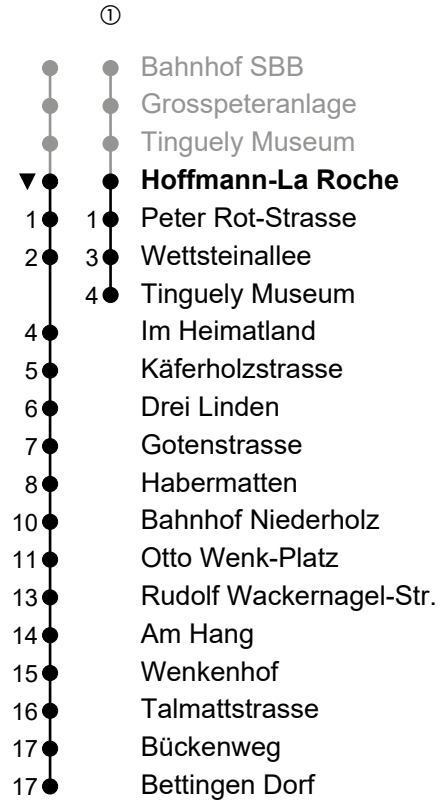 ①
Bahnhof SBB
Grosspeteranlage
Tinguely Museum
▼ Hoffmann-La Roche
1 1 Peter Rot-Strasse
2 3 Wettsteinallee
4 Tinguely Museum
4 Im Heimatland
5 Käferholzstrasse
6 Drei Linden
7 Gotenstrasse
8 Habermatten
10 Bahnhof Niederholz
11 Otto Wenk-Platz
13 Rudolf Wackernagel-Str.
14 Am Hang
15 Wenkenhof
16 Talmattstrasse
17 Bückenweg
17 Bettingen Dorf